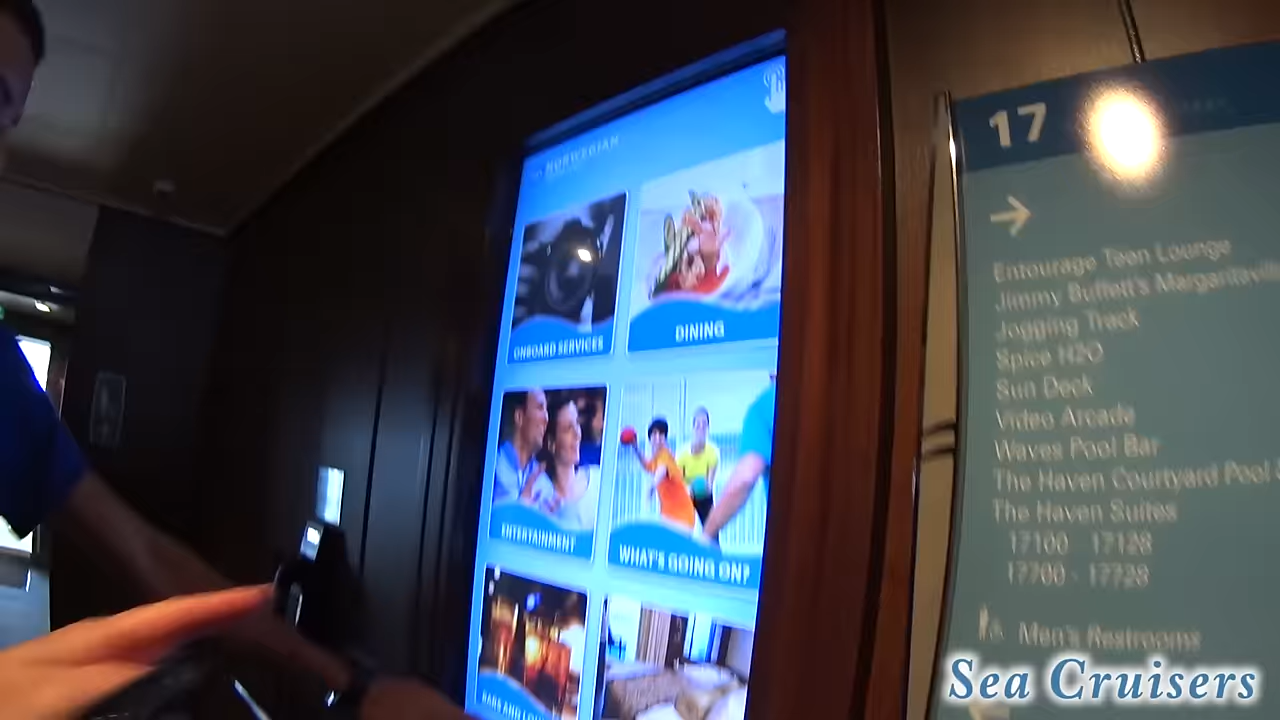 NORWEGIAN
ONBOARD SERVICES
DINING
ENTERTAINMENT
WHAT'S GOING ON?
BARS AND
17
→
Entourage Teen Lounge
Jimmy Buffett's Margaritaville
Jogging Track
Spice H2O
Sun Deck
Video Arcade
Waves Pool Bar
The Haven Courtyard Pool
The Haven Suites
17100 - 17128
17700 - 17728
Men's Restrooms
Sea Cruisers